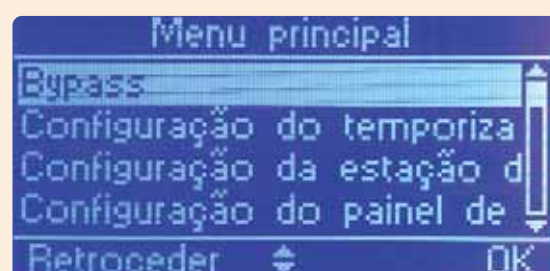 Menu principal
Bypass
Configuração do temporiza
Configuração da estação d
Configuração do painel de
Retroceder OK